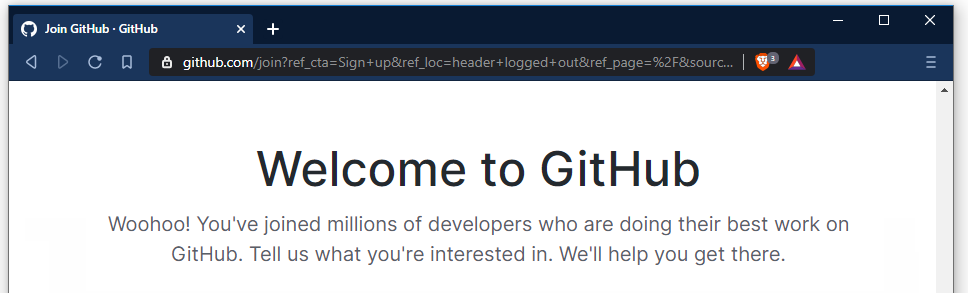 Join GitHub · GitHub
github.com/join?ref_cta=Sign+up&ref_loc=header+logged+out&ref_page=%2F&sourc...
3
Welcome to GitHub
Woohoo! You've joined millions of developers who are doing their best work on
GitHub. Tell us what you're interested in. We'll help you get there.